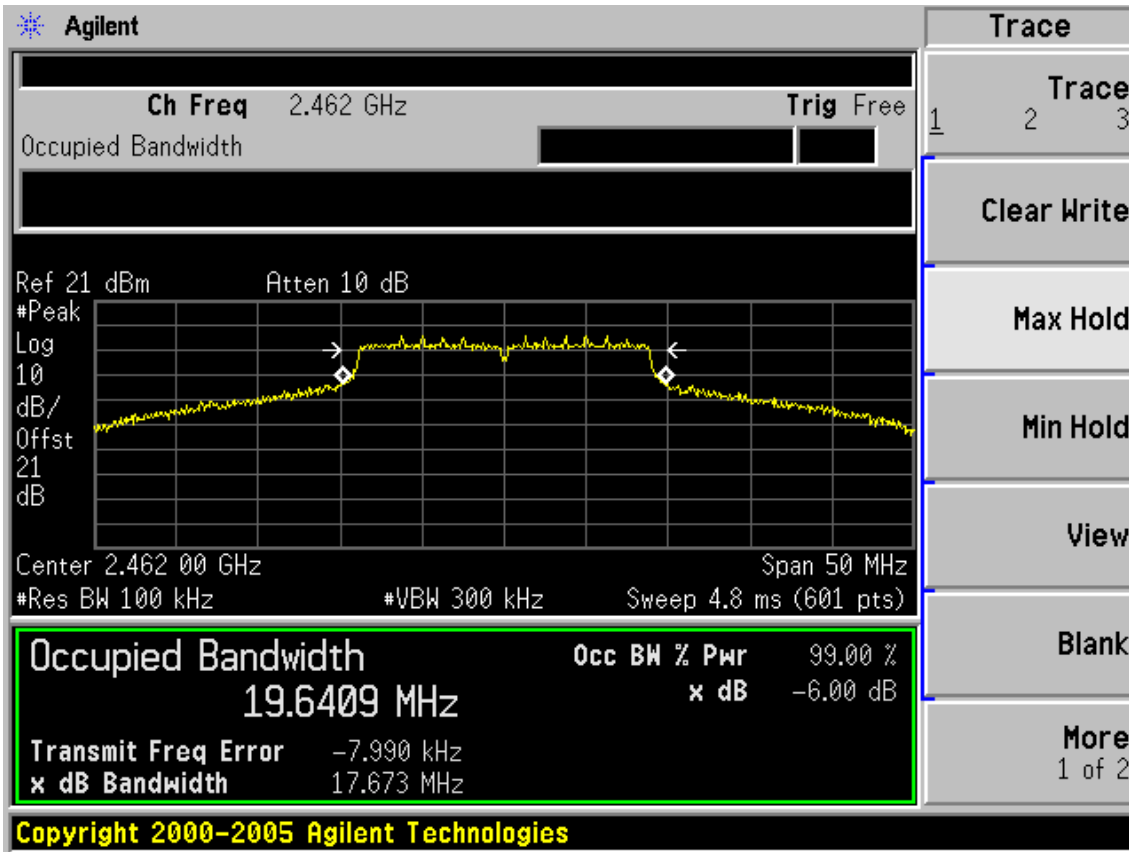 Agilent
Trace
Ch Freq 2.462 GHz Trig Free
Occupied Bandwidth
Trace
1 2 3
Clear Write
Max Hold
Min Hold
View
Blank
More
1 of 2
Ref 21 dBm Atten 10 dB
#Peak
Log
10
dB/
Offst
21
dB
Center 2.462 00 GHz Span 50 MHz
#Res BW 100 kHz #VBW 300 kHz Sweep 4.8 ms (601 pts)
Occupied Bandwidth Occ BW % Pwr 99.00 %
19.6409 MHz x dB -6.00 dB
Transmit Freq Error -7.990 kHz
x dB Bandwidth 17.673 MHz
Copyright 2000-2005 Agilent Technologies